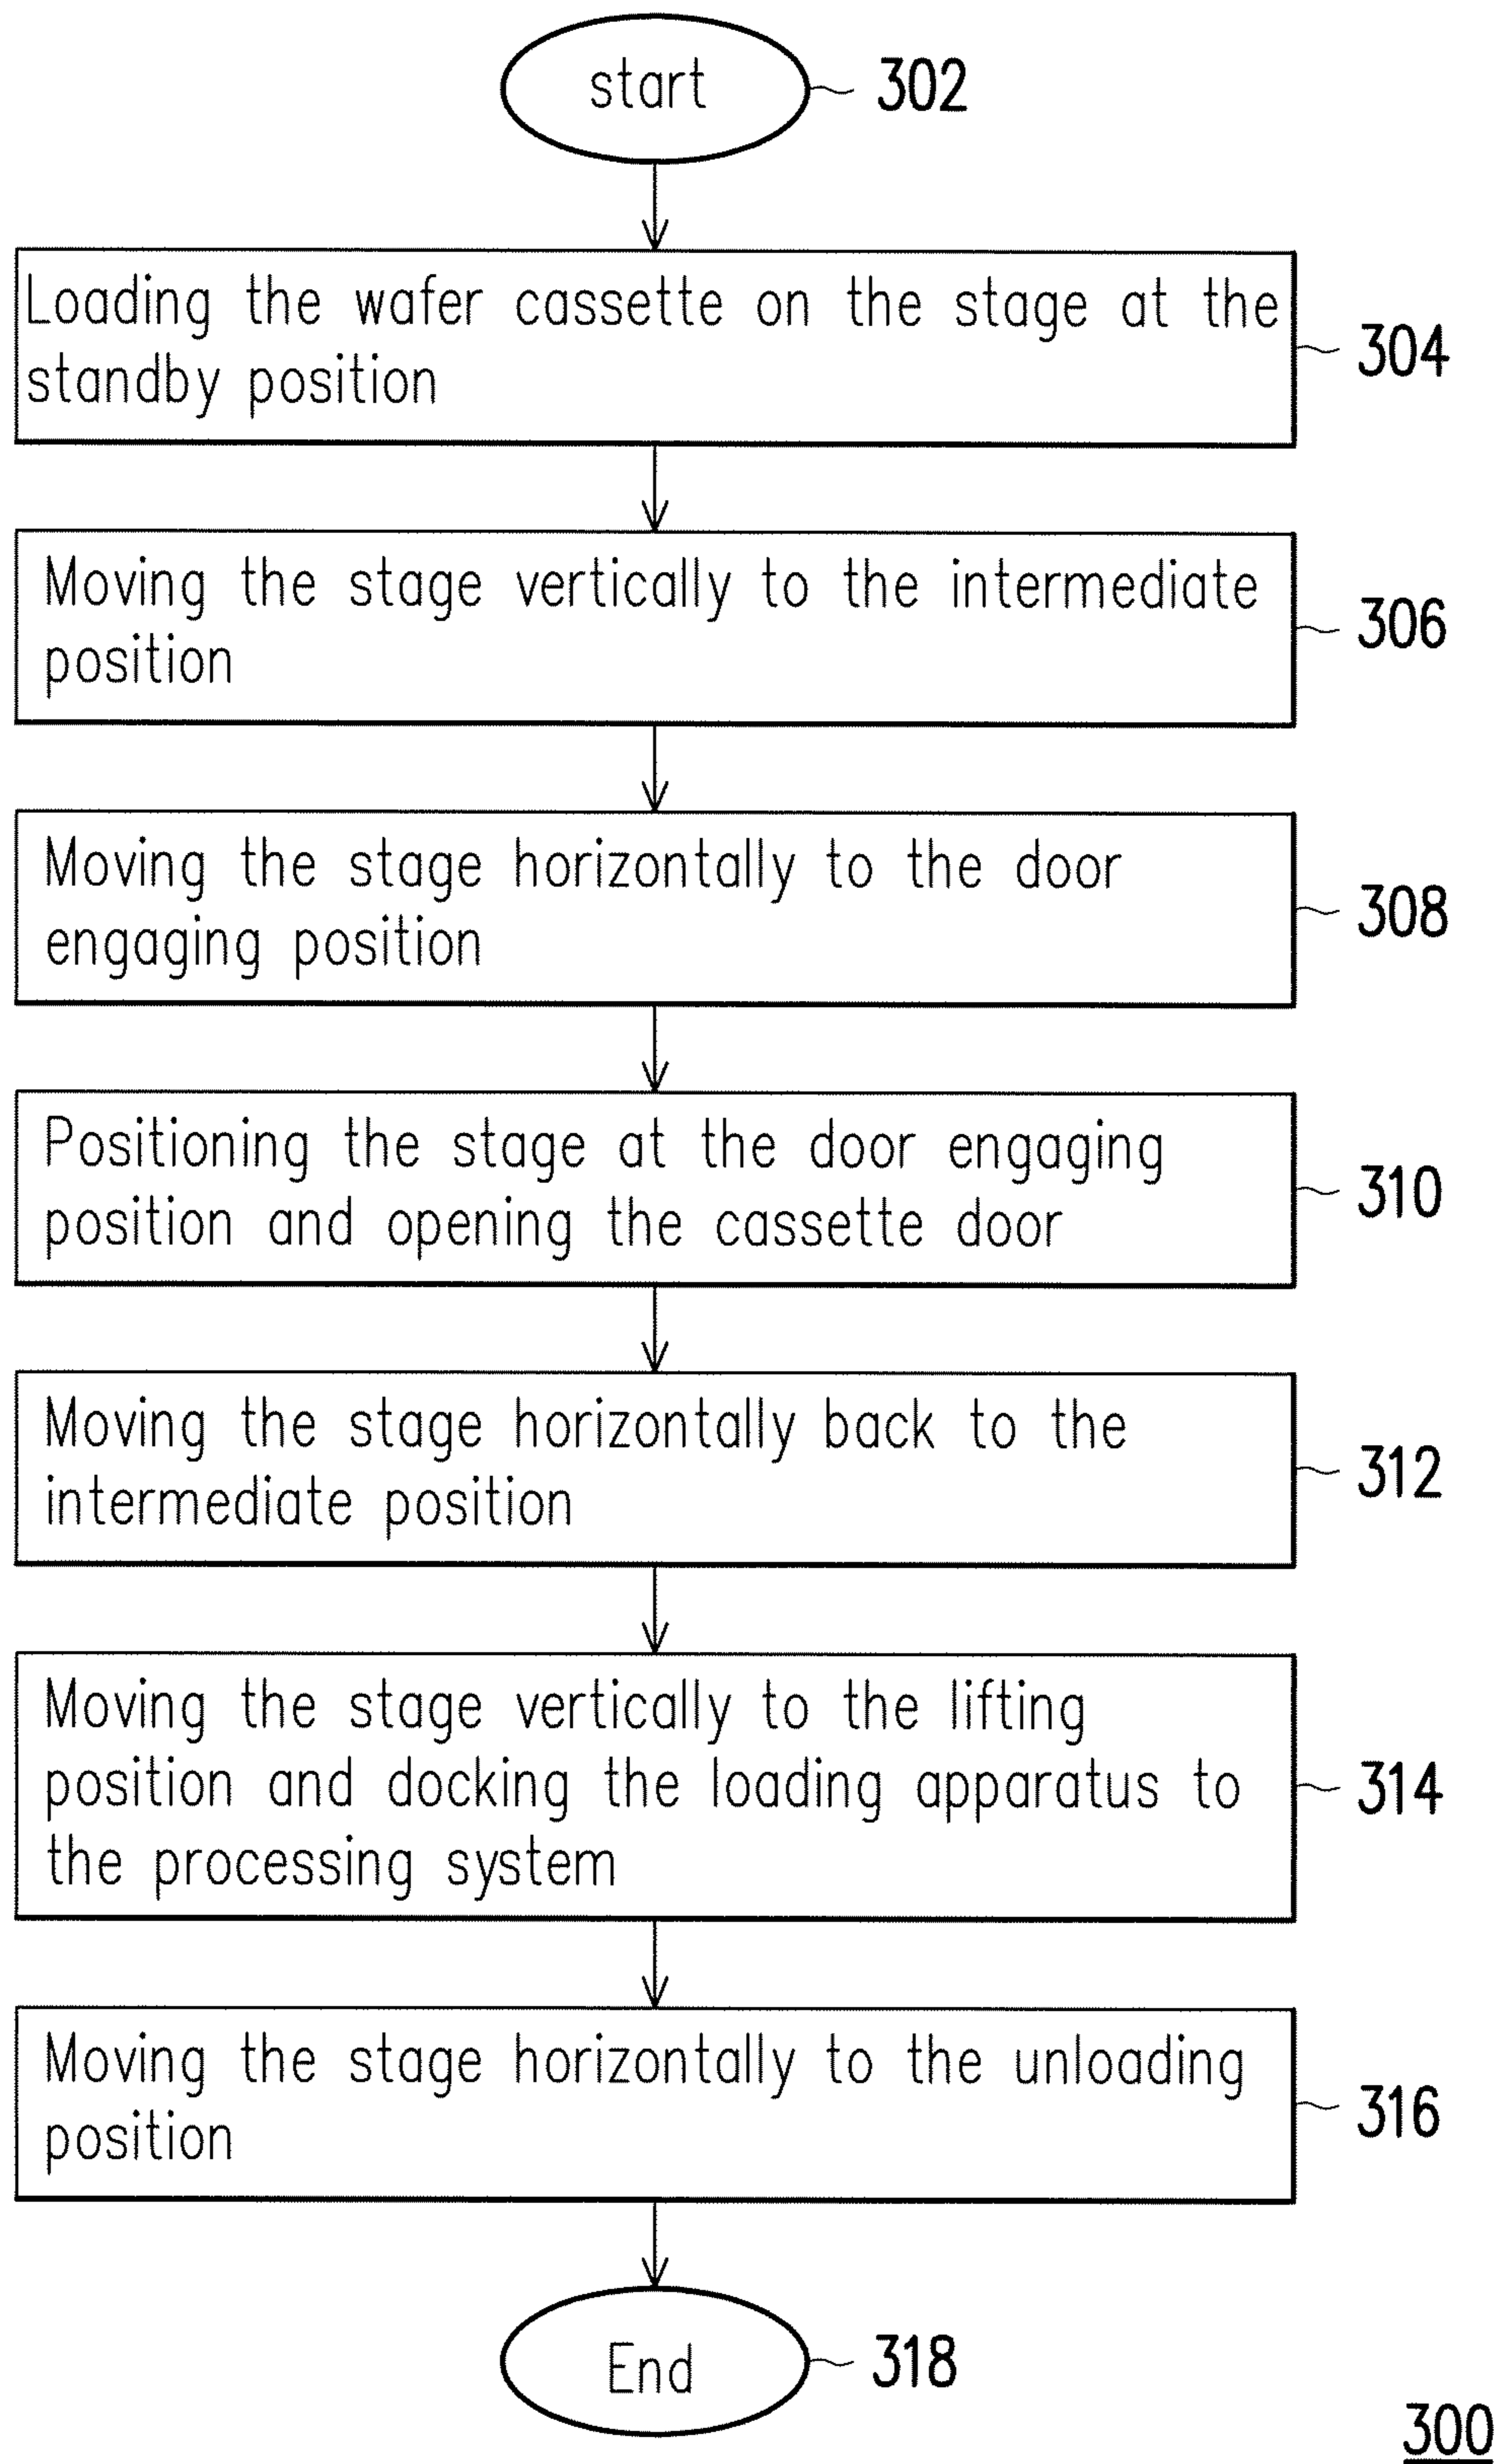 start
302
Loading the wafer cassette on the stage at the
standby position
304
Moving the stage vertically to the intermediate
position
306
Moving the stage horizontally to the door
engaging position
308
Positioning the stage at the door engaging
position and opening the cassette door
310
Moving the stage horizontally back to the
intermediate position
312
Moving the stage vertically to the lifting
position and docking the loading apparatus to
the processing system
314
Moving the stage horizontally to the unloading
position
316
End
318
300